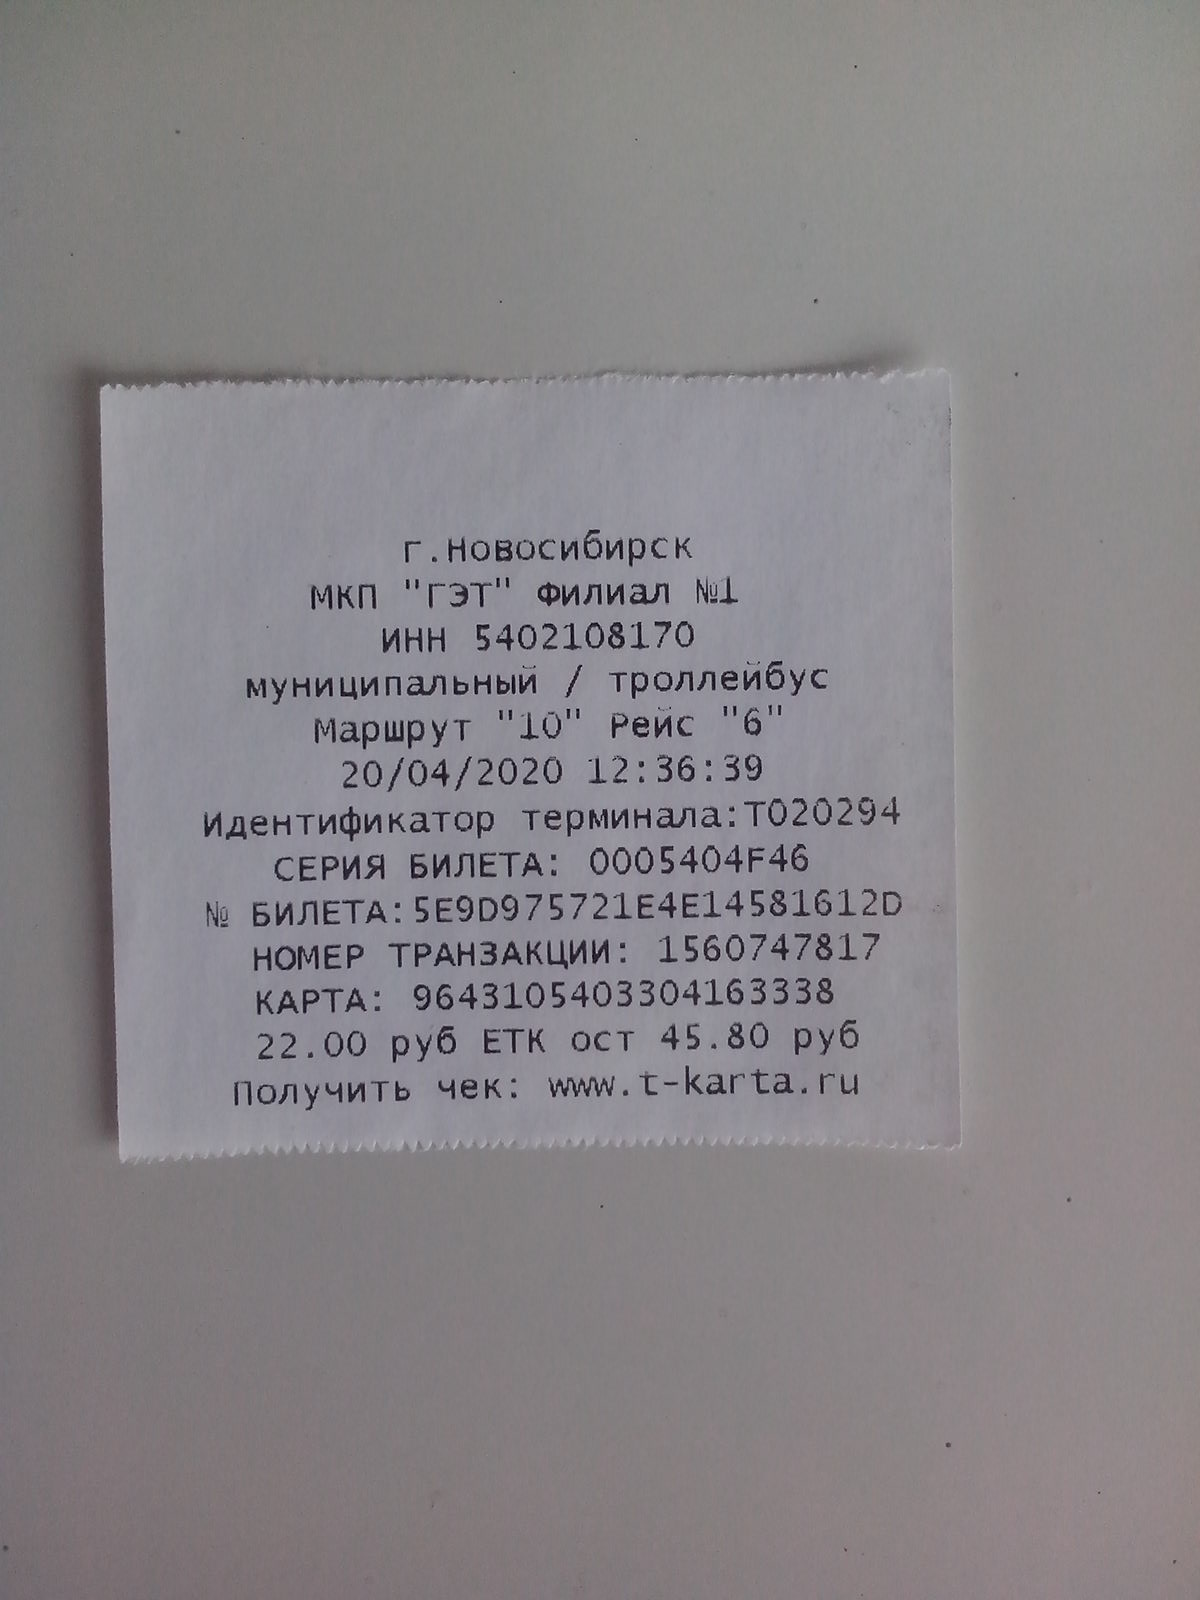 г.Новосибирск
МКП "ГЭТ" Филиал №1
ИНН 5402108170
муниципальный / троллейбус
Маршрут "10" Рейс "6"
20/04/2020 12:36:39
Идентификатор терминала:T020294
СЕРИЯ БИЛЕТА: 0005404F46
№ БИЛЕТА:5E9D975721E4E14581612D
НОМЕР ТРАНЗАКЦИИ: 1560747817
КАРТА: 9643105403304163338
22.00 руб ЕТК ост 45.80 руб
Получить чек: www.t-karta.ru